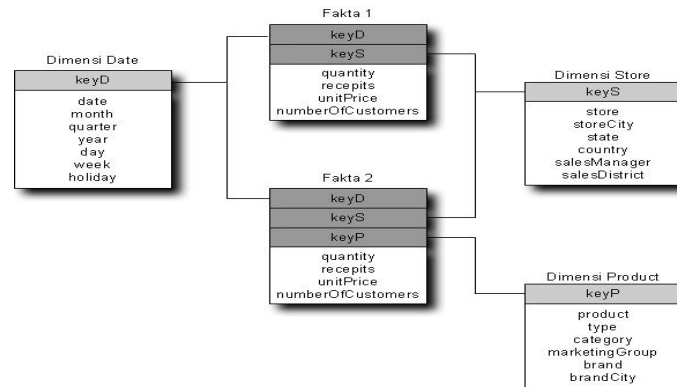 Fakta 1
keyD
keyS
quantity
recepits
unitPrice
numberOfCustomers
Dimensi Date
keyD
date
month
quarter
year
day
week
holiday
Dimensi Store
keyS
store
storeCity
state
country
salesManager
salesDistrict
Fakta 2
keyD
keyS
keyP
quantity
recepits
unitPrice
numberOfCustomers
Dimensi Product
keyP
product
type
category
marketingGroup
brand
brandCity